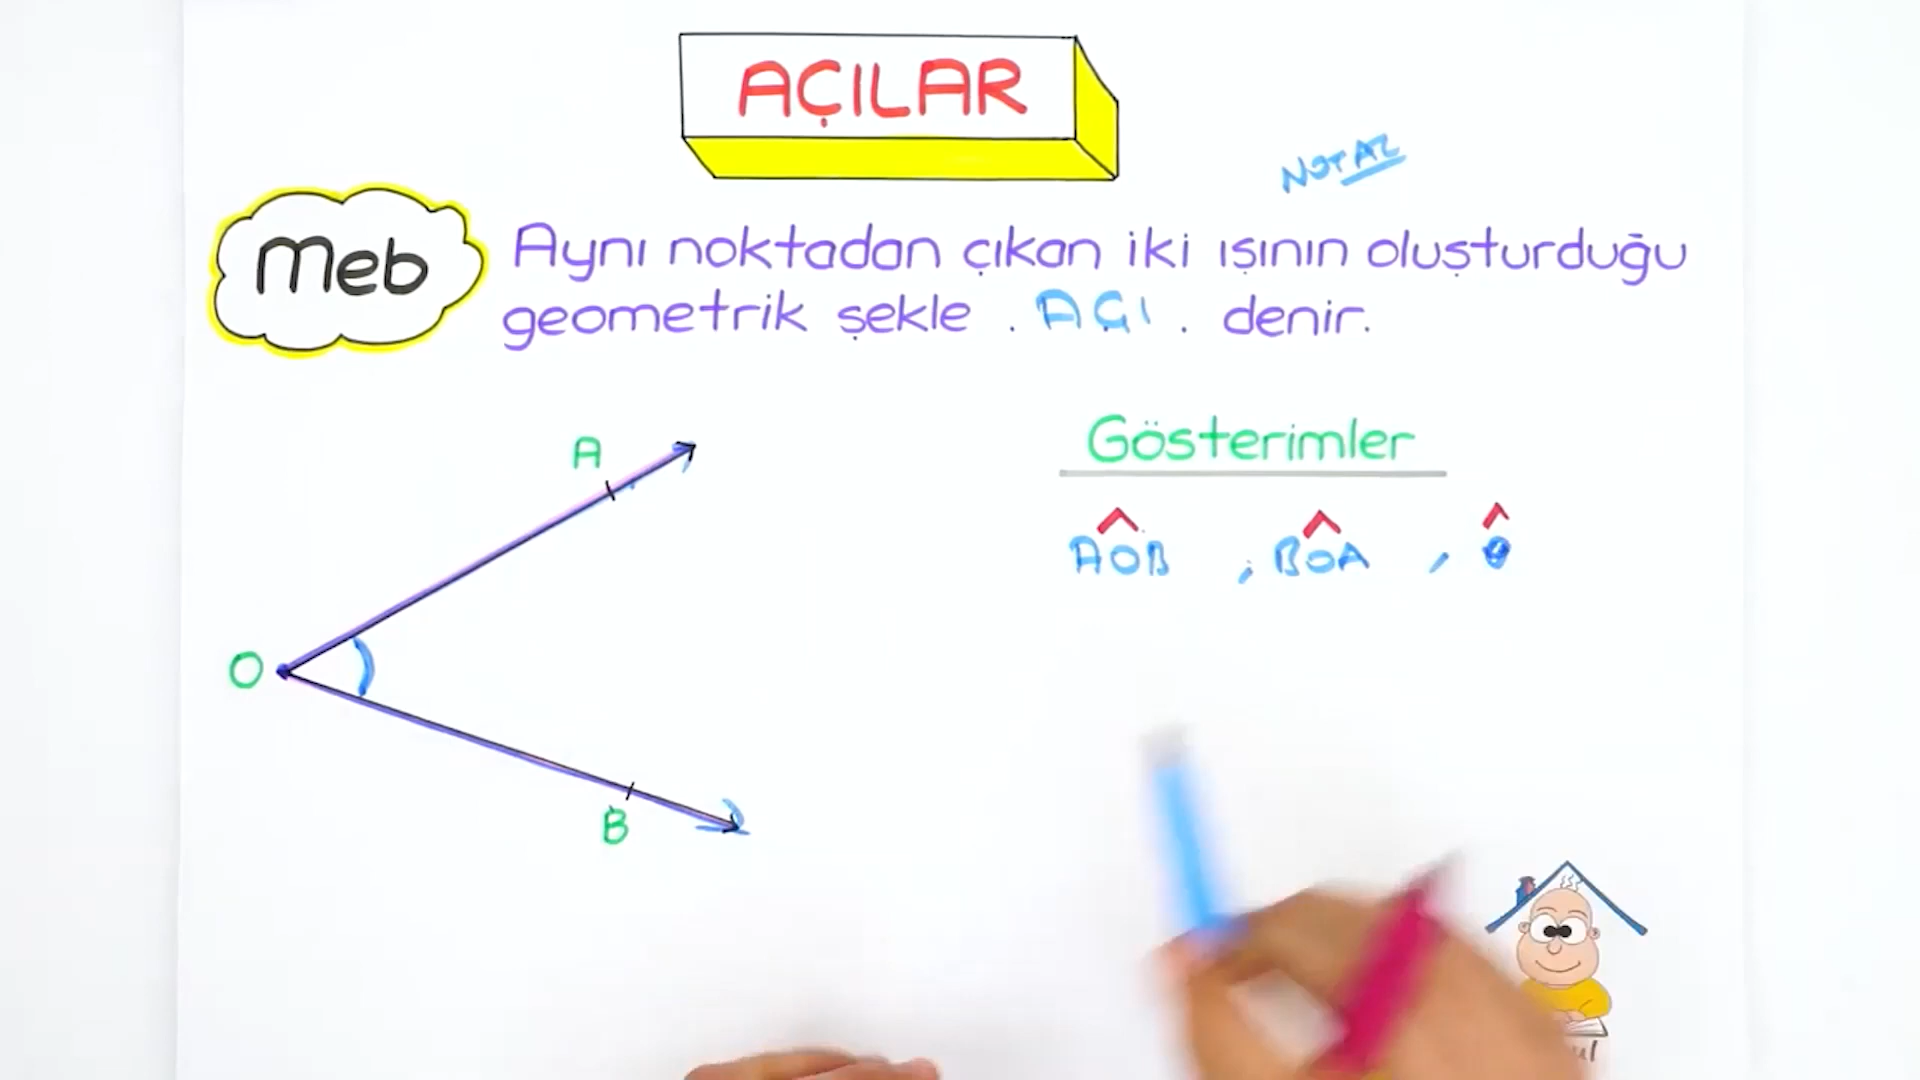 AÇILAR
NOT AL
Meb
Aynı noktadan çıkan iki ışının oluşturduğu
geometrik şekle . AÇI . denir.
Gösterimler
AOB , BOA , O
A
O
B